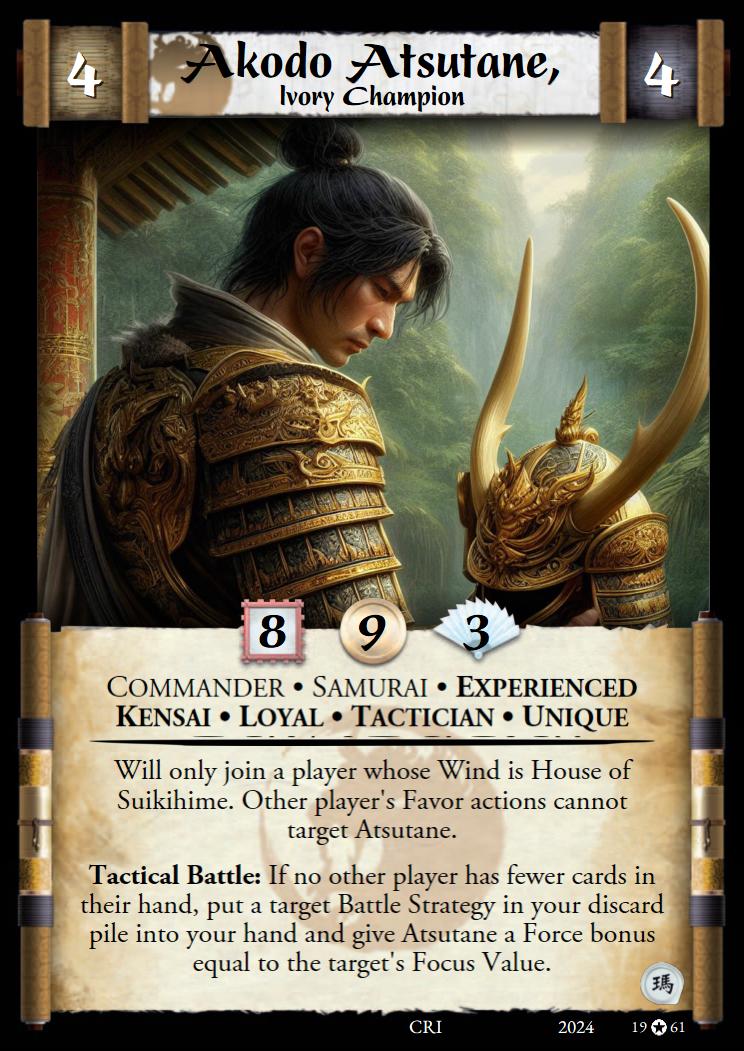 4
Akodo Atsutane,
4
Ivory Champion
8 9 3
COMMANDER • SAMURAI • EXPERIENCED
KENSAI • LOYAL • TACTICIAN • UNIQUE
Will only join a player whose Wind is House of
Suikihime. Other player's Favor actions cannot
target Atsutane.
Tactical Battle: If no other player has fewer cards in
their hand, put a target Battle Strategy in your discard
pile into your hand and give Atsutane a Force bonus
equal to the target's Focus Value.
瑪
CRI 2024 19 ✪ 61